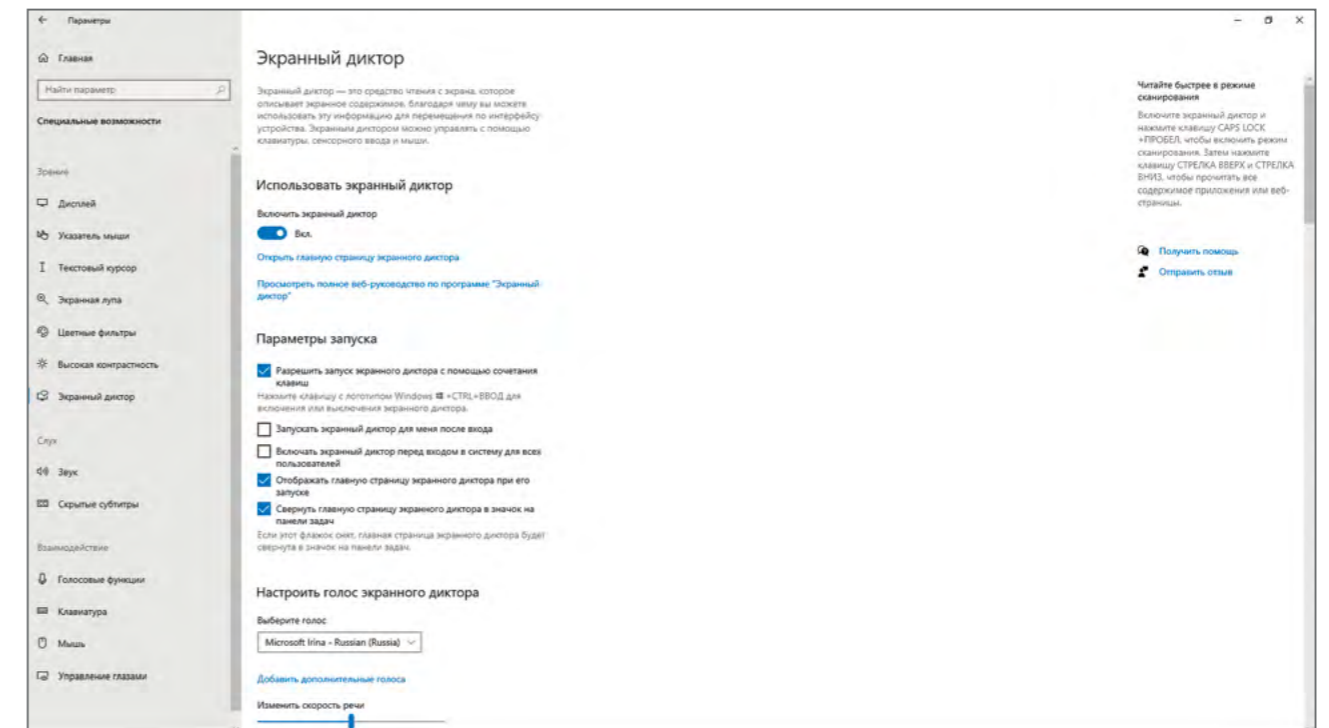 Параметры
Главная
Найти параметр
Специальные возможности
Зрение
Дисплей
Указатель мыши
Текстовый курсор
Экранная лупа
Цветные фильтры
Высокая контрастность
Экранный диктор
Слух
Звук
Скрытые субтитры
Взаимодействие
Голосовые функции
Клавиатура
Мышь
Управление глазами
Экранный диктор
Экранный диктор — это средство чтения с экрана, которое
описывает экранное содержимое, благодаря чему вы можете
использовать эту информацию для перемещения по интерфейсу
устройства. Экранным диктором можно управлять с помощью
клавиатуры, сенсорного ввода и мыши.
Использовать экранный диктор
Включить экранный диктор
Вкл.
Открыть главную страницу экранного диктора
Просмотреть полное веб-руководство по программе "Экранный
диктор"
Параметры запуска
Разрешить запуск экранного диктора с помощью сочетания
клавиш
Нажмите клавишу с логотипом Windows +CTRL+ВВОД для
включения или выключения экранного диктора.
Запускать экранный диктор для меня после входа
Включать экранный диктор перед входом в систему для всех
пользователей
Отображать главную страницу экранного диктора при его
запуске
Свернуть главную страницу экранного диктора в значок на
панели задач
Если этот флажок снят, главная страница экранного диктора будет
свернута в значок на панели задач.
Настроить голос экранного диктора
Выберите голос
Microsoft Irina - Russian (Russia)
Добавить дополнительные голоса
Изменить скорость речи
Читайте быстрее в режиме
сканирования
Включите экранный диктор и
нажмите клавишу CAPS LOCK
+ПРОБЕЛ, чтобы включить режим
сканирования. Затем нажмите
клавишу СТРЕЛКА ВВЕРХ и СТРЕЛКА
ВНИЗ, чтобы прочитать все
содержимое приложения или веб-
страницы.
Получить помощь
Отправить отзыв